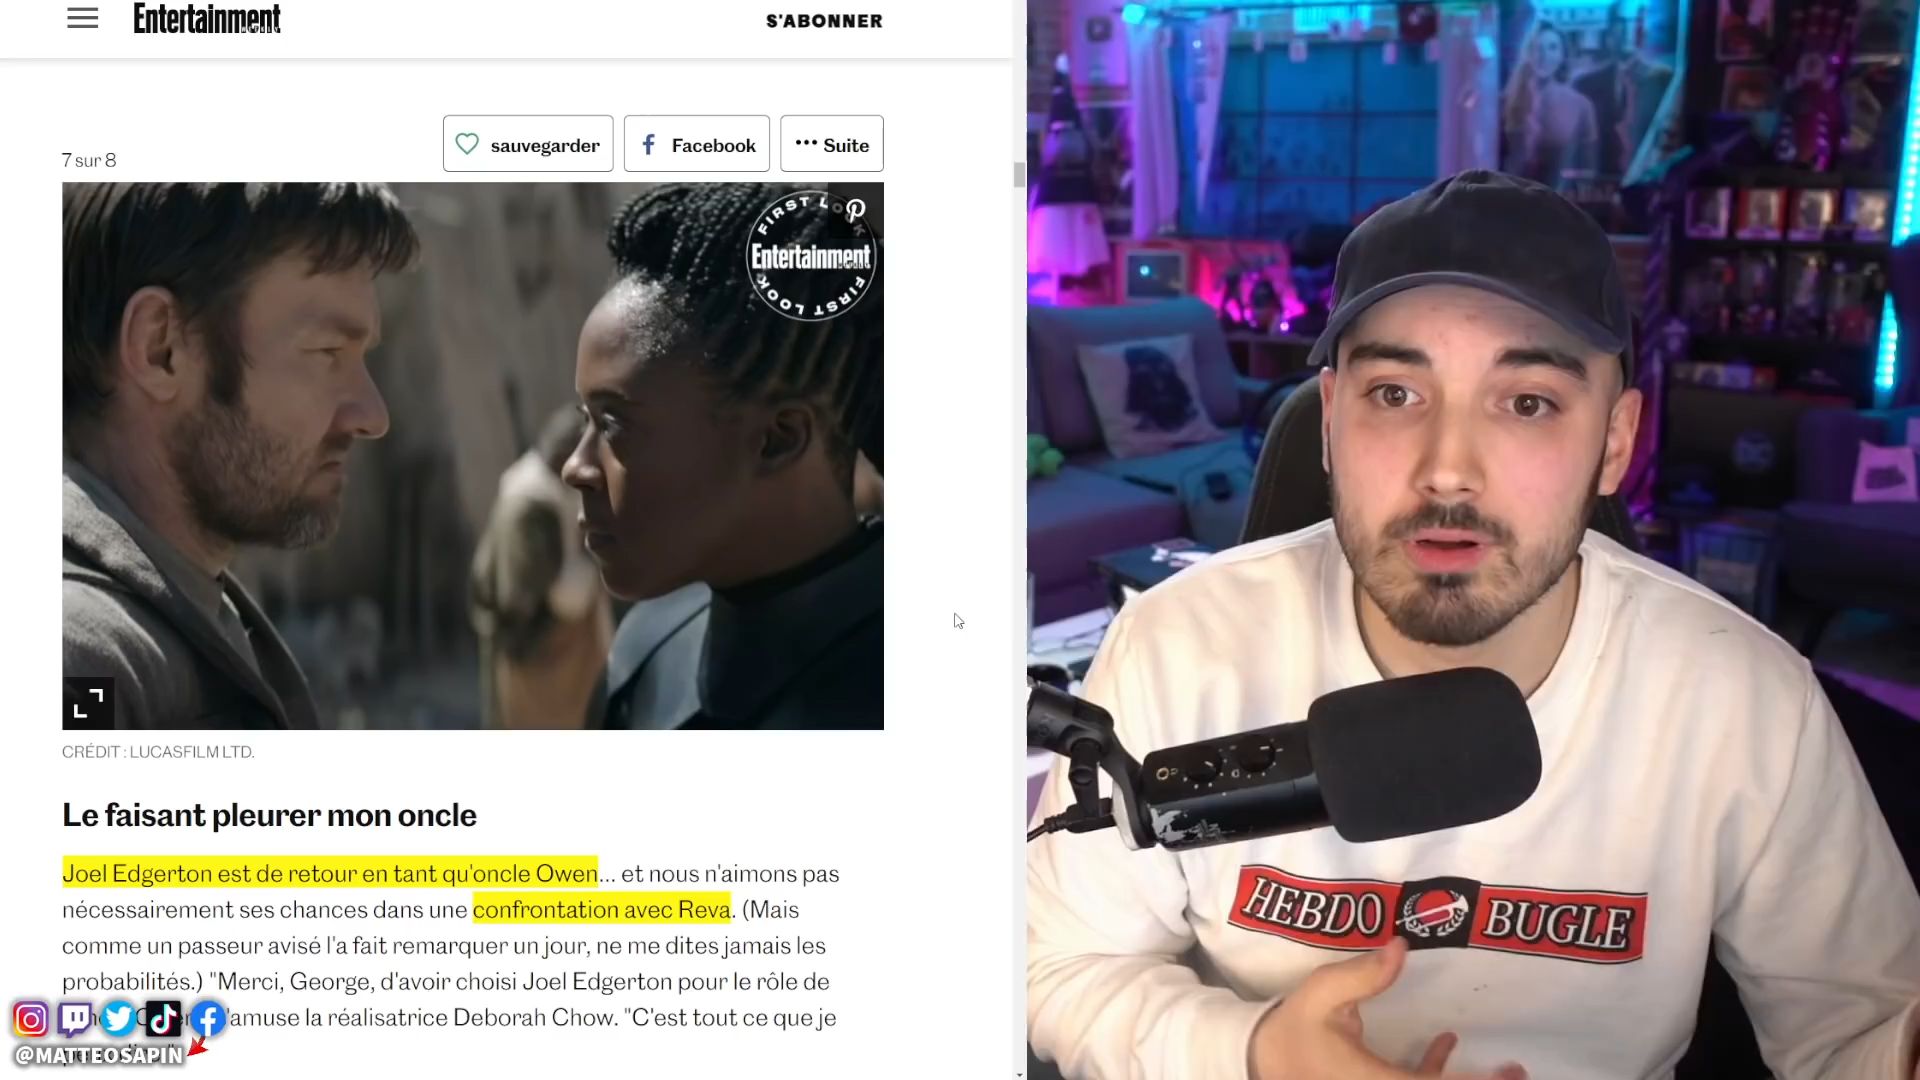 Entertainment
S'ABONNER
7 sur 8
sauvegarder
Facebook
Suite
FIRST LOOK
Entertainment
FIRST LOOK
CRÉDIT : LUCASFILM LTD.
Le faisant pleurer mon oncle
Joel Edgerton est de retour en tant qu'oncle Owen... et nous n'aimons pas
nécessairement ses chances dans une confrontation avec Reva. (Mais
comme un passeur avisé l'a fait remarquer un jour, ne me dites jamais les
probabilités.) "Merci, George, d'avoir choisi Joel Edgerton pour le rôle de
'amuse la réalisatrice Deborah Chow. "C'est tout ce que je
@MATTEOSAPIN
HEBDO BUGLE